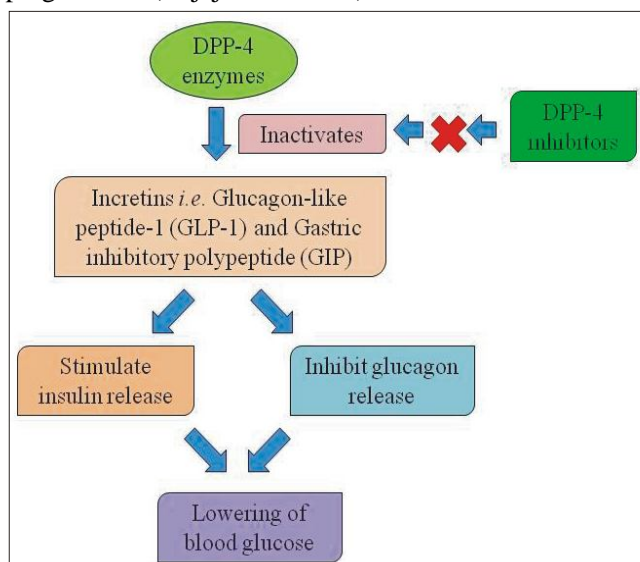 DPP-4
enzymes
Inactivates
DPP-4
inhibitors
Incretins i.e. Glucagon-like
peptide-1 (GLP-1) and Gastric
inhibitory polypeptide (GIP)
Stimulate
insulin release
Inhibit glucagon
release
Lowering of
blood glucose